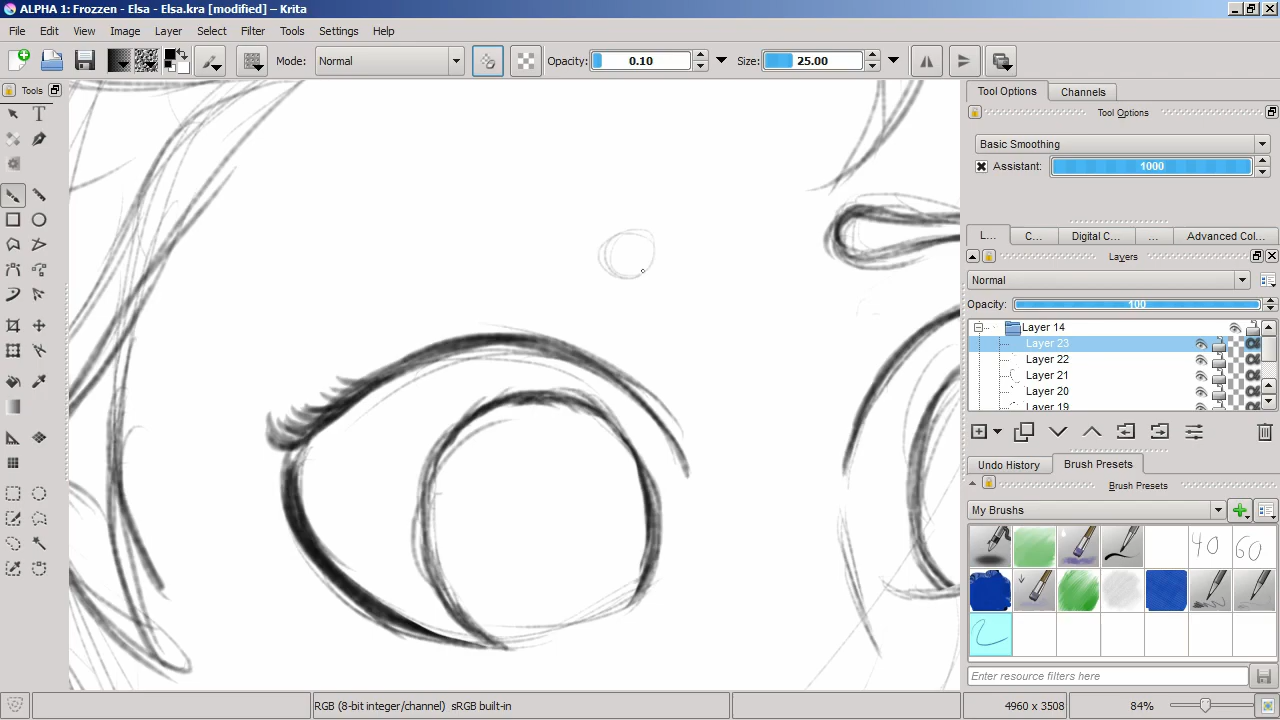 ALPHA 1: Frozzen - Elsa - Elsa.kra [modified] – Krita
File Edit View Image Layer Select Filter Tools Settings Help
Mode: Normal Opacity: 0.10 Size: 25.00
Tools
T
Tool Options Channels
Tool Options
Basic Smoothing
Assistant: 1000
L... C... Digital C... ... Advanced Col...
Layers
Normal
Opacity: 100
Layer 14
Layer 23
Layer 22
Layer 21
Layer 20
Layer 19
Undo History Brush Presets
Brush Presets
My Brushs
40 60
Enter resource filters here
RGB (8-bit integer/channel) sRGB built-in 4960 x 3508 84%